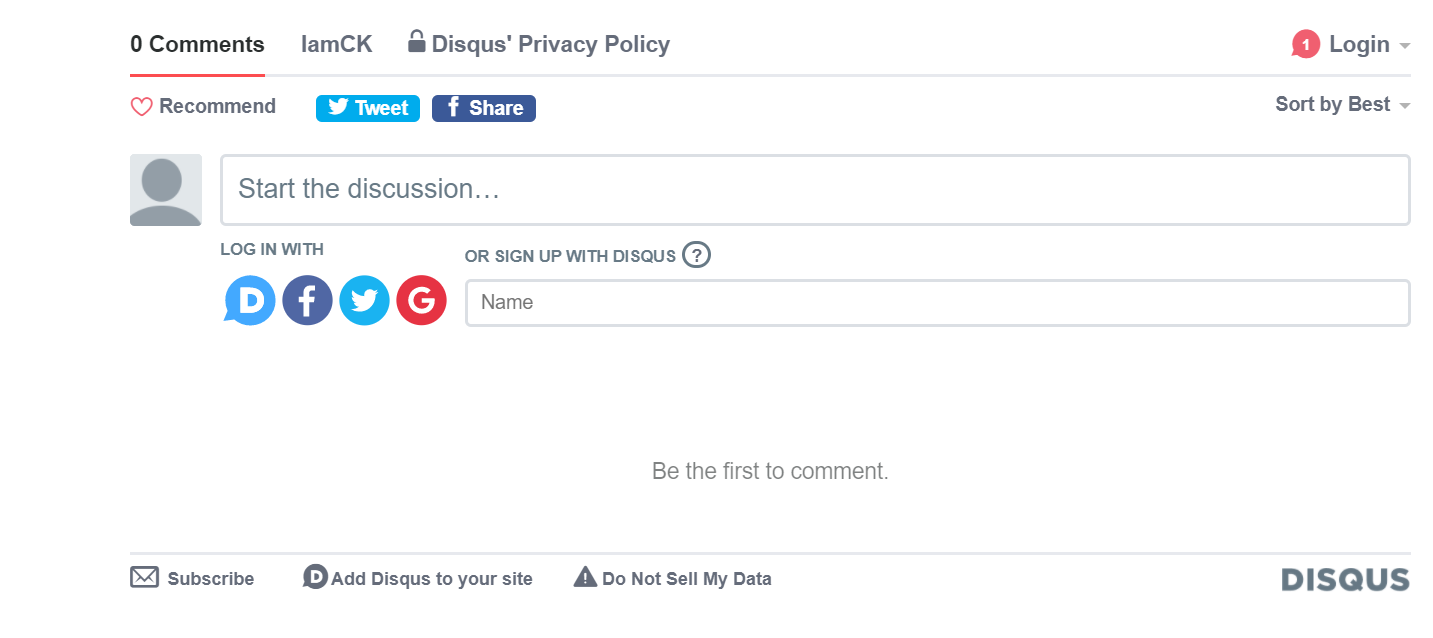 0 Comments IamCK Disqus' Privacy Policy 1 Login
Recommend Tweet f Share Sort by Best
Start the discussion…
LOG IN WITH OR SIGN UP WITH DISQUS ?
D f G Name
Be the first to comment.
Subscribe D Add Disqus to your site ! Do Not Sell My Data DISQUS